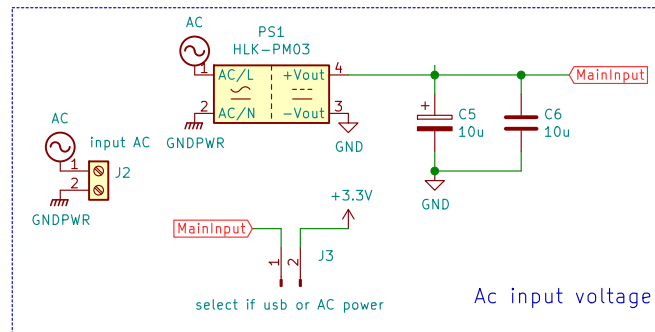 AC
PS1
HLK-PM03
1 AC/L +Vout 4
2 AC/N -Vout 3
GNDPWR
GND
MainInput
+ C5
10u
C6
10u
GND
AC
input AC
1
2
J2
GNDPWR
+3.3V
MainInput
1 2 J3
select if usb or AC power
Ac input voltage